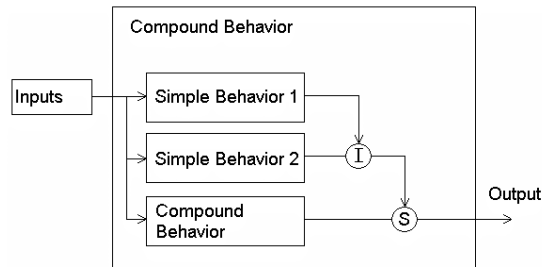 Compound Behavior
Inputs
Simple Behavior 1
Simple Behavior 2
I
Compound
Behavior
S
Output